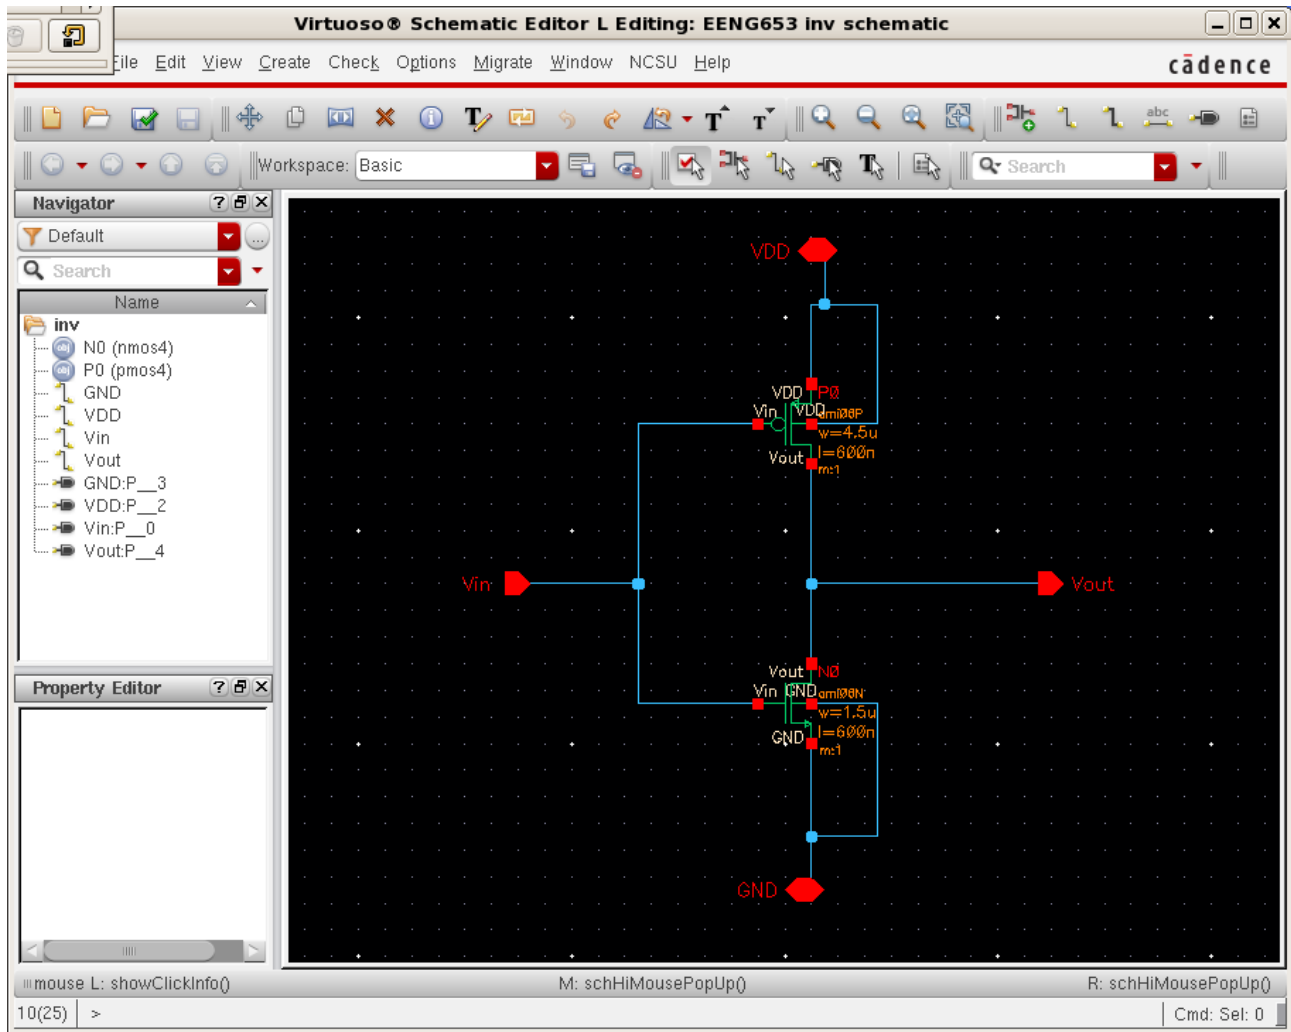 Virtuoso® Schematic Editor L Editing: EENG653 inv schematic
File Edit View Create Check Options Migrate Window NCSU Help
cādence
abc
Workspace: Basic
Search
Navigator
Default
Search
Name
inv
N0 (nmos4)
P0 (pmos4)
GND
VDD
Vin
Vout
GND:P__3
VDD:P__2
Vin:P__0
Vout:P__4
Property Editor
VDD
VDD P0
Vin VDD ami06P
w=4.5u
Vout l=600n
m:1
Vin
Vout
Vout N0
Vin GND ami06N
w=1.5u
GND l=600n
m:1
GND
mouse L: showClickInfo() M: schHiMousePopUp() R: schHiMousePopUp()
10(25) > Cmd: Sel: 0